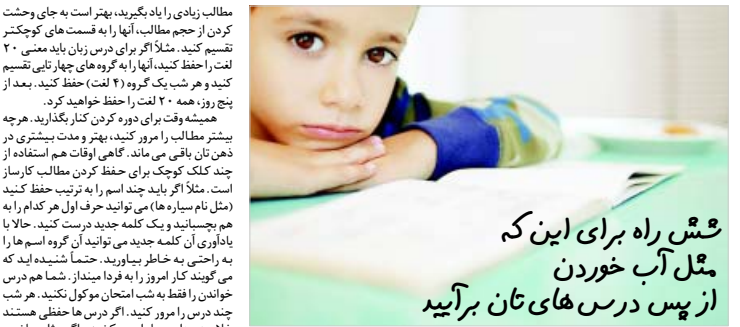 شش راه برای این که
مثل آب خوردن
از پس درس های تان برآیید
مطالب زیادی را یاد بگیرید، بهتر است به جای وحشت
کردن از حجم مطالب، آنها را به قسمت های کوچکتر
تقسیم کنید. مثلاً اگر برای درس زبان باید معنی ۲۰
لغت را حفظ کنید، آنها را به گروه های چهار تایی تقسیم
کنید و هر شب یک گروه (۴ لغت) حفظ کنید. بعد از
پنج روز، همه ۲۰ لغت را حفظ خواهید کرد.
همیشه وقت برای دوره کردن کنار بگذارید. هرچه
بیشتر مطالب را مرور کنید، بهتر و مدت بیشتری در
ذهن تان باقی می ماند. گاهی اوقات هم استفاده از
چند کلک کوچک برای حفظ کردن مطالب کارساز
است. مثلاً اگر باید چند اسم را به ترتیب حفظ کنید
(مثل نام سیاره ها) می توانید حرف اول هر کدام را به
هم بچسبانید و یک کلمه جدید درست کنید. حالا با
یادآوری آن کلمه جدید می توانید آن گروه اسم ها را
به راحتی به خاطر بیاورید. حتماً شنیده اید که
می گویند کار امروز را به فردا مینداز. شما هم درس
خواندن را فقط به شب امتحان موکول نکنید. هر شب
چند درس را مرور کنید. اگر درس ها حفظی هستند